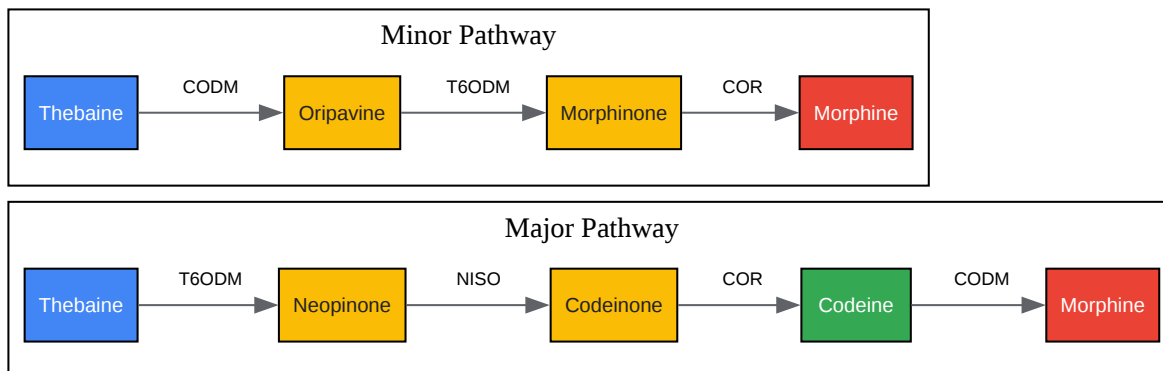 Minor Pathway
CODM T6ODM COR
Thebaine Oripavine Morphinone Morphine
Major Pathway
T6ODM NISO COR CODM
Thebaine Neopinone Codeinone Codeine Morphine